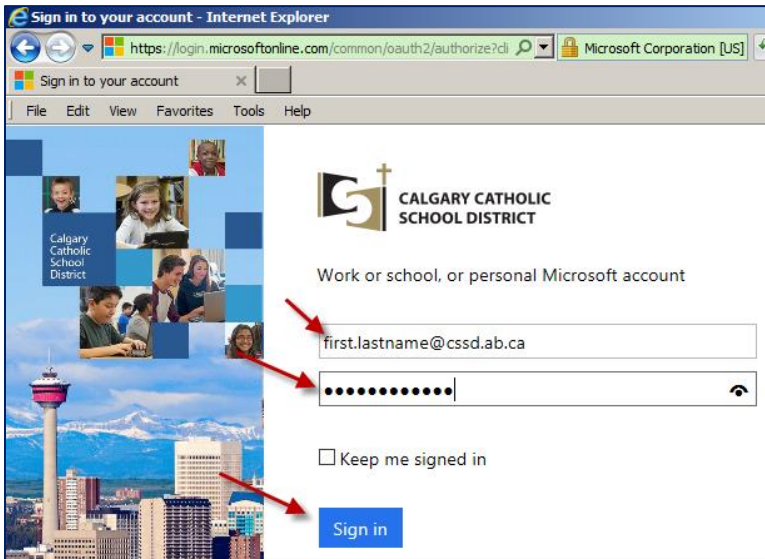 Sign in to your account - Internet Explorer
https://login.microsoftonline.com/common/oauth2/authorize?cli
Microsoft Corporation [US]
Sign in to your account
File Edit View Favorites Tools Help
Calgary
Catholic
School
District
CALGARY CATHOLIC
SCHOOL DISTRICT
Work or school, or personal Microsoft account
first.lastname@cssd.ab.ca
••••••••••••
Keep me signed in
Sign in